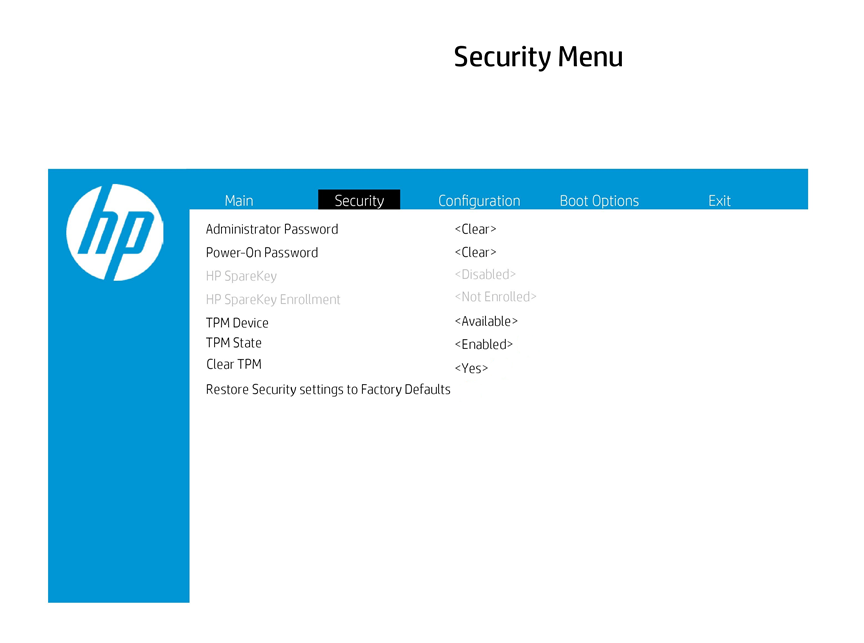 Security Menu
hp
Main Security Configuration Boot Options Exit
Administrator Password <Clear>
Power-On Password <Clear>
HP SpareKey <Disabled>
HP SpareKey Enrollment <Not Enrolled>
TPM Device <Available>
TPM State <Enabled>
Clear TPM <Yes>
Restore Security settings to Factory Defaults